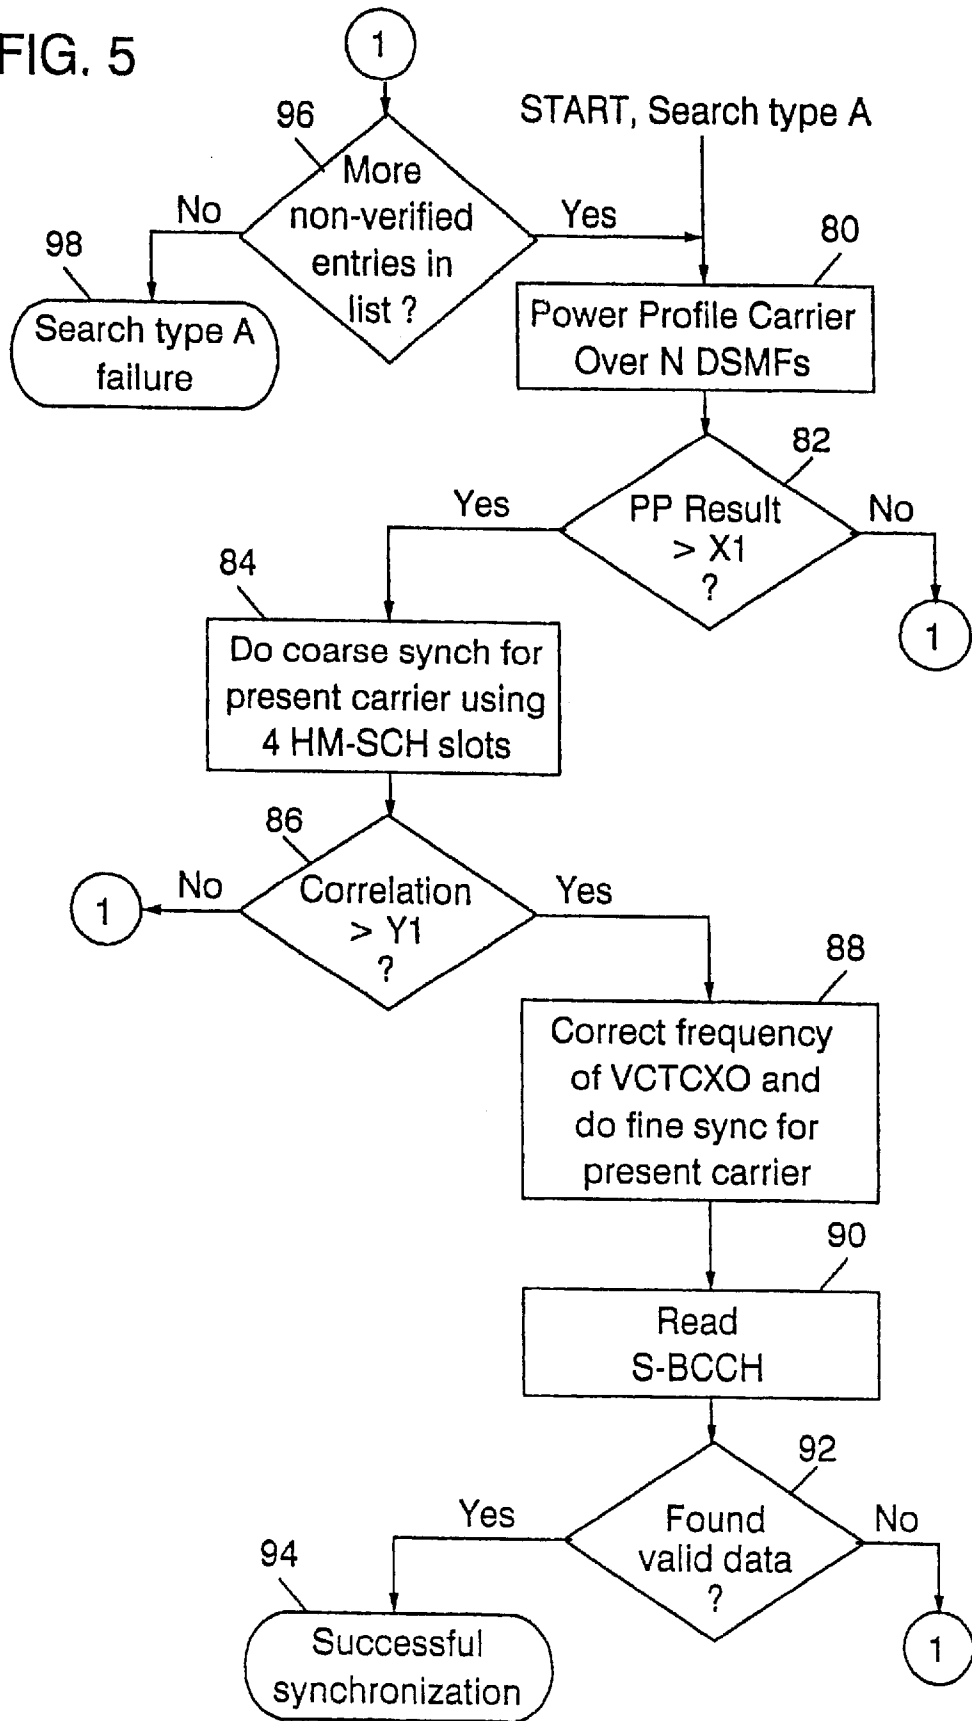 FIG. 5
1
96
START, Search type A
More
non-verified
entries in
list ?
No
Yes
98
80
Search type A
failure
Power Profile Carrier
Over N DSMFs
82
PP Result
> X1
?
Yes
No
1
84
Do coarse synch for
present carrier using
4 HM-SCH slots
86
Correlation
> Y1
?
No
1
Yes
88
Correct frequency
of VCTCXO and
do fine sync for
present carrier
90
Read
S-BCCH
92
Found
valid data
?
Yes
No
94
1
Successful
synchronization